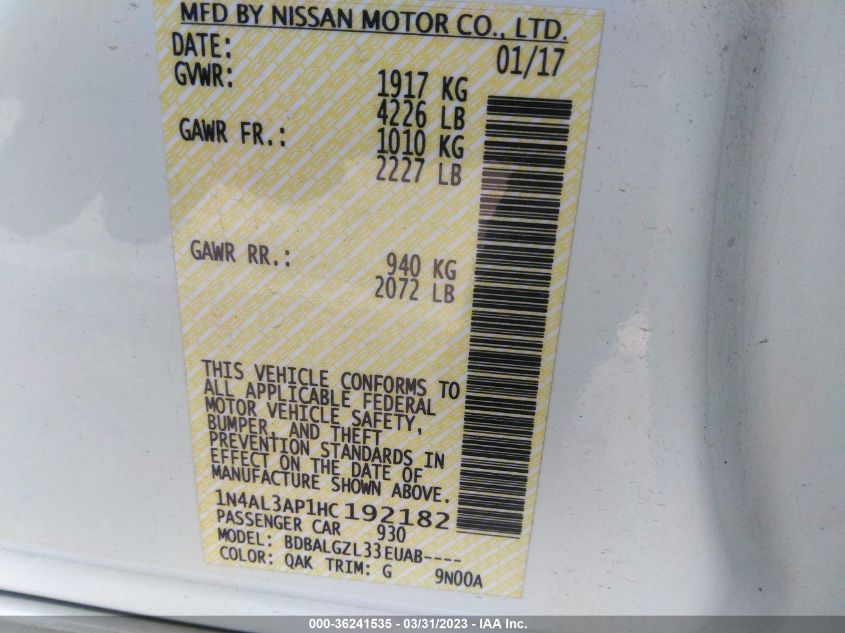 MFD BY NISSAN MOTOR CO., LTD.
DATE: 01/17
GVWR: 1917 KG
4226 LB
GAWR FR.: 1010 KG
2227 LB
GAWR RR.: 940 KG
2072 LB
THIS VEHICLE CONFORMS TO
ALL APPLICABLE FEDERAL
MOTOR VEHICLE SAFETY,
BUMPER, AND THEFT
PREVENTION STANDARDS IN
EFFECT ON THE DATE OF
MANUFACTURE SHOWN ABOVE.
1N4AL3AP1HC192182
PASSENGER CAR 930
MODEL: BDBALGZL33EUAB----
COLOR: QAK TRIM: G 9N00A
000-36241535 - 03/31/2023 - IAA Inc.